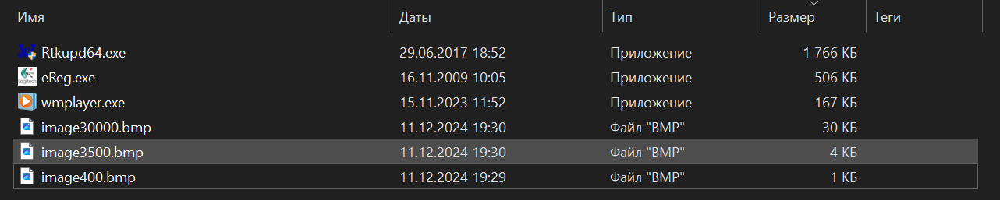 Имя Даты Тип Размер Теги
Rtkupd64.exe 29.06.2017 18:52 Приложение 1 766 КБ
eReg.exe 16.11.2009 10:05 Приложение 506 КБ
wmplayer.exe 15.11.2023 11:52 Приложение 167 КБ
image30000.bmp 11.12.2024 19:30 Файл "BMP" 30 КБ
image3500.bmp 11.12.2024 19:30 Файл "BMP" 4 КБ
image400.bmp 11.12.2024 19:29 Файл "BMP" 1 КБ